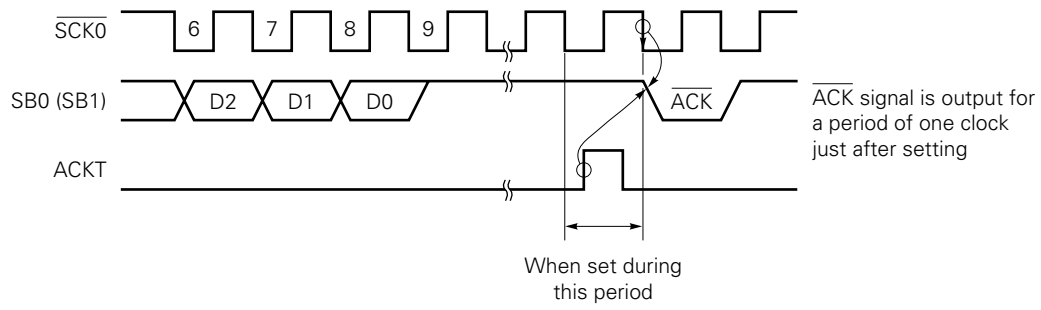 SCK0
6 7 8 9
SB0 (SB1)
D2 D1 D0
ACK
ACK signal is output for
a period of one clock
just after setting
ACKT
When set during
this period